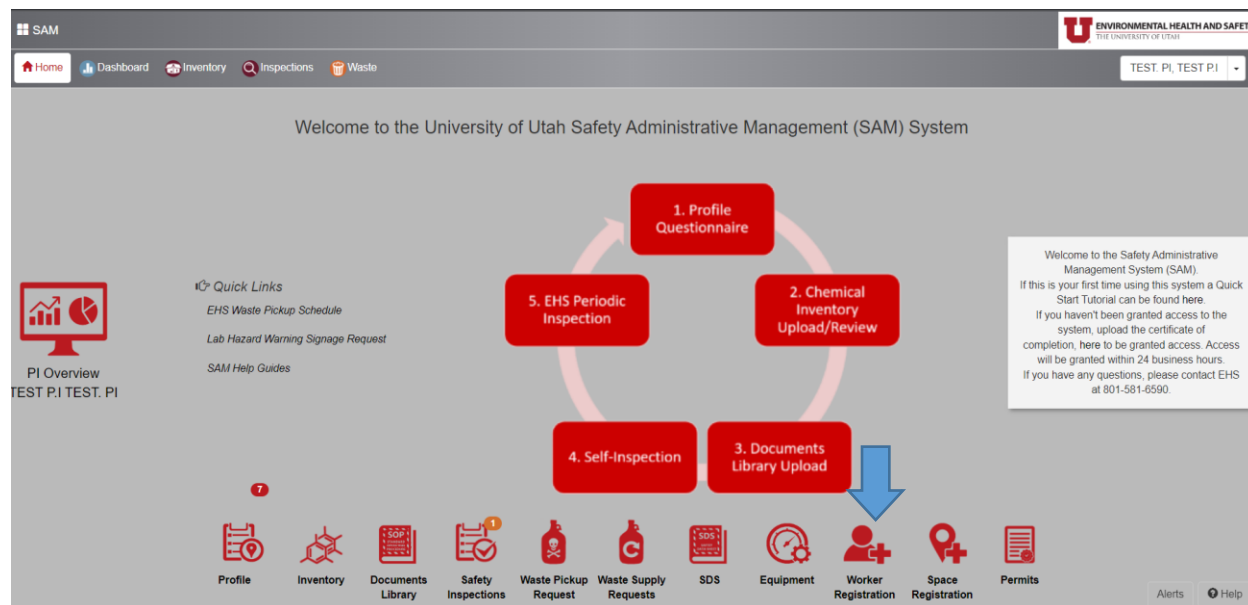 SAM
ENVIRONMENTAL HEALTH AND SAFET
THE UNIVERSITY OF UTAH
Home
Dashboard
Inventory
Inspections
Waste
TEST. PI, TEST P.I
Welcome to the University of Utah Safety Administrative Management (SAM) System
1. Profile
Questionnaire
2. Chemical
Inventory
Upload/Review
3. Documents
Library Upload
4. Self-Inspection
5. EHS Periodic
Inspection
PI Overview
TEST P.I TEST. PI
Quick Links
EHS Waste Pickup Schedule
Lab Hazard Warning Signage Request
SAM Help Guides
Welcome to the Safety Administrative
Management System (SAM).
If this is your first time using this system a Quick
Start Tutorial can be found here.
If you haven't been granted access to the
system, upload the certificate of
completion, here to be granted access. Access
will be granted within 24 business hours.
If you have any questions, please contact EHS
at 801-581-6590.
7
Profile
Inventory
SOP
Documents
Library
1
Safety
Inspections
Waste Pickup
Request
Waste Supply
Requests
SDS
SDS
Equipment
Worker
Registration
Space
Registration
Permits
Alerts
Help